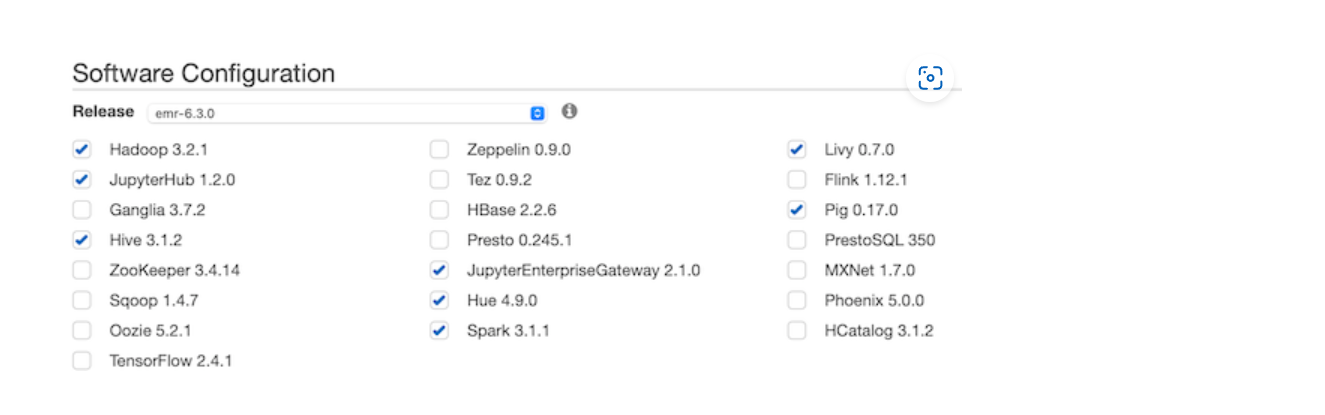 Software Configuration
Release emr-6.3.0
Hadoop 3.2.1 Zeppelin 0.9.0 Livy 0.7.0
JupyterHub 1.2.0 Tez 0.9.2 Flink 1.12.1
Ganglia 3.7.2 HBase 2.2.6 Pig 0.17.0
Hive 3.1.2 Presto 0.245.1 PrestoSQL 350
ZooKeeper 3.4.14 JupyterEnterpriseGateway 2.1.0 MXNet 1.7.0
Sqoop 1.4.7 Hue 4.9.0 Phoenix 5.0.0
Oozie 5.2.1 Spark 3.1.1 HCatalog 3.1.2
TensorFlow 2.4.1